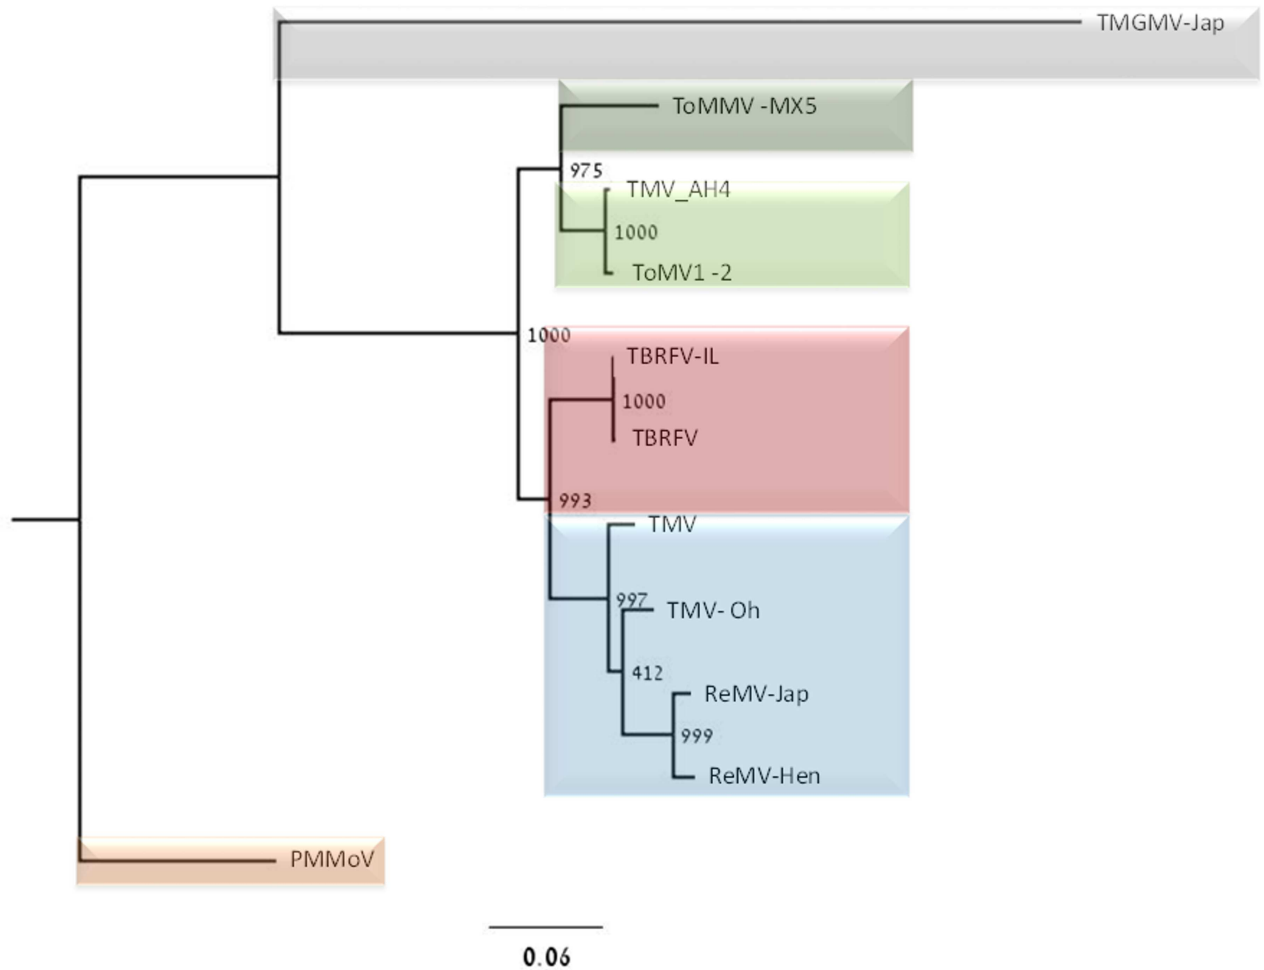 TMGMV-Jap
ToMMV -MX5
975
TMV_AH4
1000
ToMV1 -2
1000
TBRFV-IL
1000
TBRFV
993
TMV
997
TMV- Oh
412
ReMV-Jap
999
ReMV-Hen
PMMoV
0.06